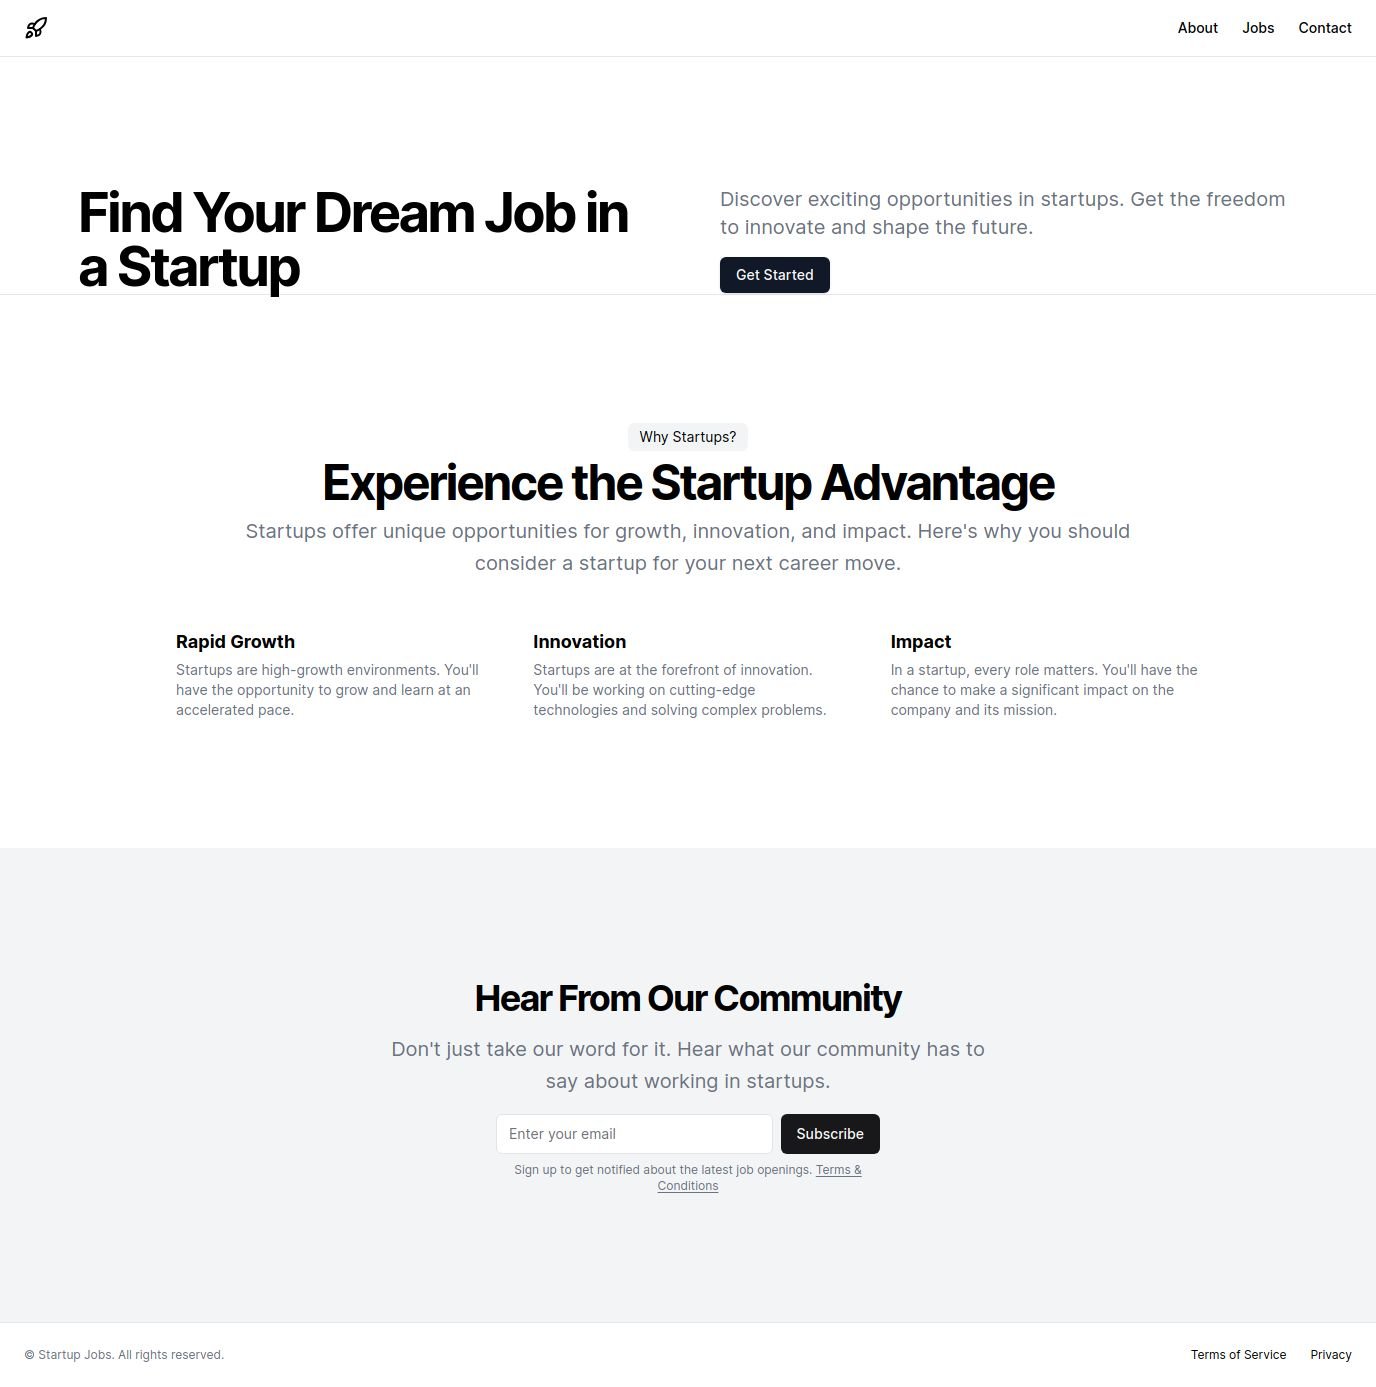 About Jobs Contact
Find Your Dream Job in
a Startup
Discover exciting opportunities in startups. Get the freedom
to innovate and shape the future.
Get Started
Why Startups?
Experience the Startup Advantage
Startups offer unique opportunities for growth, innovation, and impact. Here's why you should
consider a startup for your next career move.
Rapid Growth
Startups are high-growth environments. You'll
have the opportunity to grow and learn at an
accelerated pace.
Innovation
Startups are at the forefront of innovation.
You'll be working on cutting-edge
technologies and solving complex problems.
Impact
In a startup, every role matters. You'll have the
chance to make a significant impact on the
company and its mission.
Hear From Our Community
Don't just take our word for it. Hear what our community has to
say about working in startups.
Enter your email
Subscribe
Sign up to get notified about the latest job openings. Terms &
Conditions
© Startup Jobs. All rights reserved.
Terms of Service Privacy